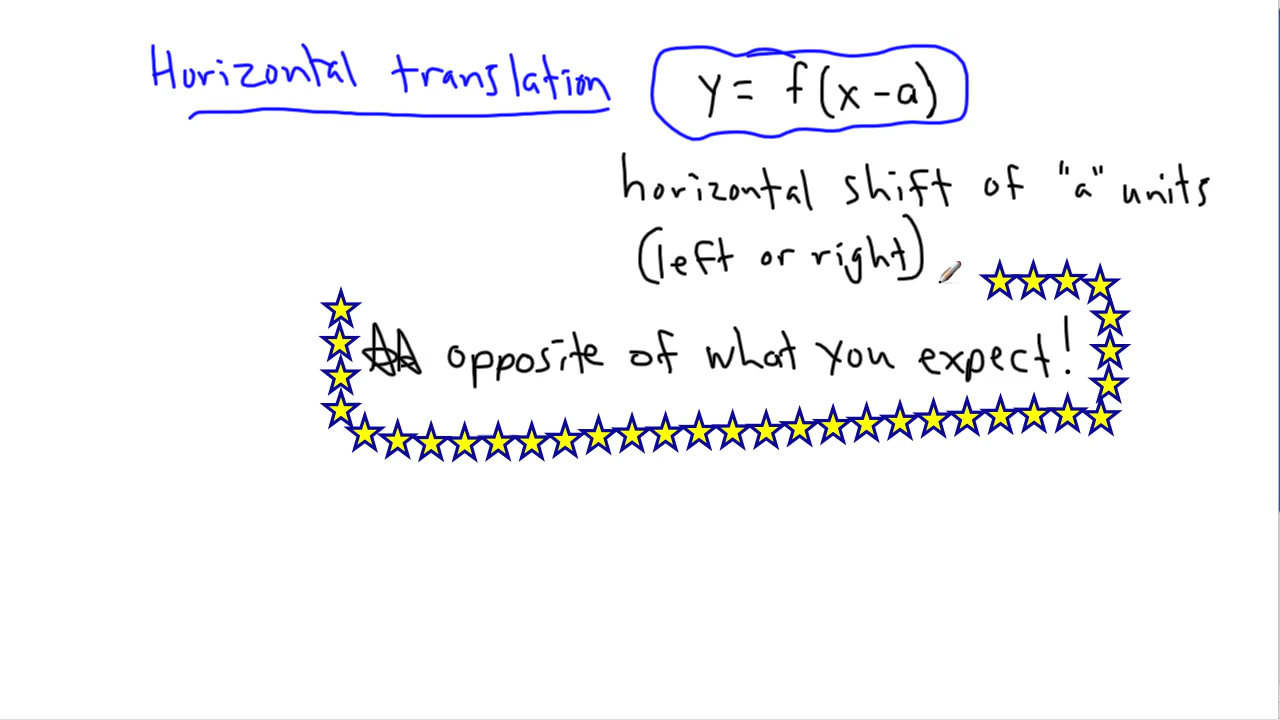 Horizontal translation y = f(x-a)
horizontal shift of "a" units
(left or right)
opposite of what you expect!